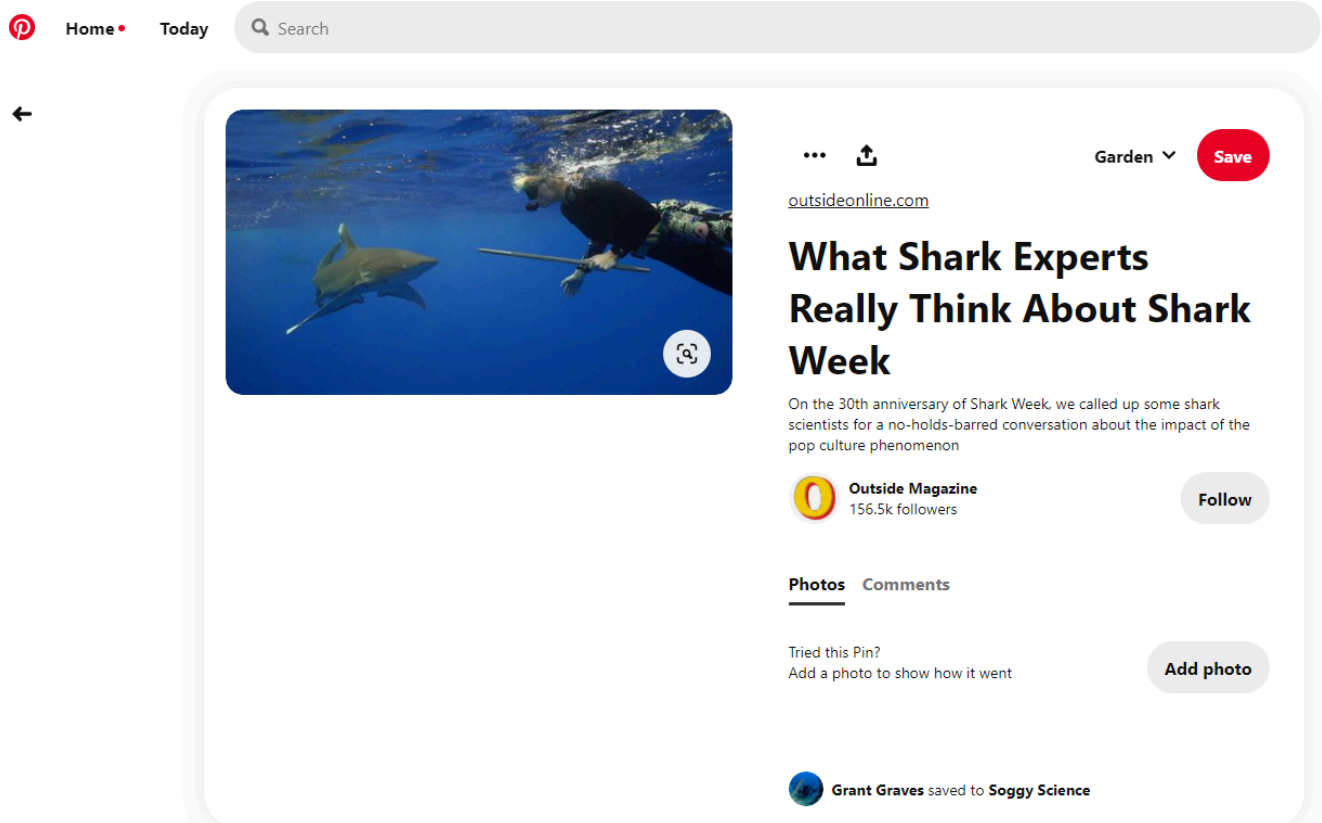 Home
Today
Search
Garden
Save
outsideonline.com
What Shark Experts
Really Think About Shark
Week
On the 30th anniversary of Shark Week, we called up some shark
scientists for a no-holds-barred conversation about the impact of the
pop culture phenomenon
Outside Magazine
156.5k followers
Follow
Photos Comments
Tried this Pin?
Add a photo to show how it went
Add photo
Grant Graves saved to Soggy Science